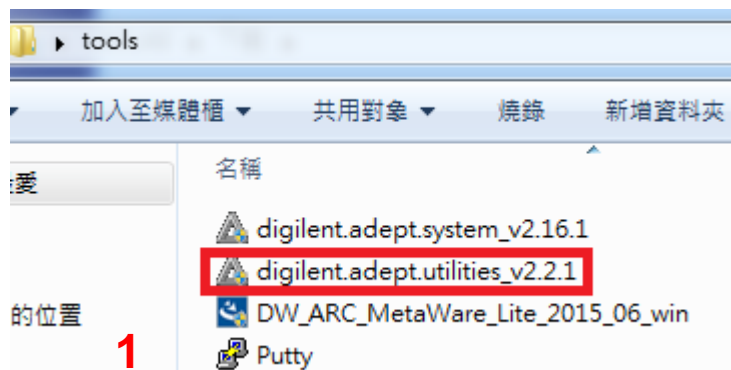 tools
加入至媒體櫃 共用對象 燒錄 新增資料夾
愛
名稱
digilent.adept.system_v2.16.1
digilent.adept.utilities_v2.2.1
的位置
DW_ARC_MetaWare_Lite_2015_06_win
1
Putty